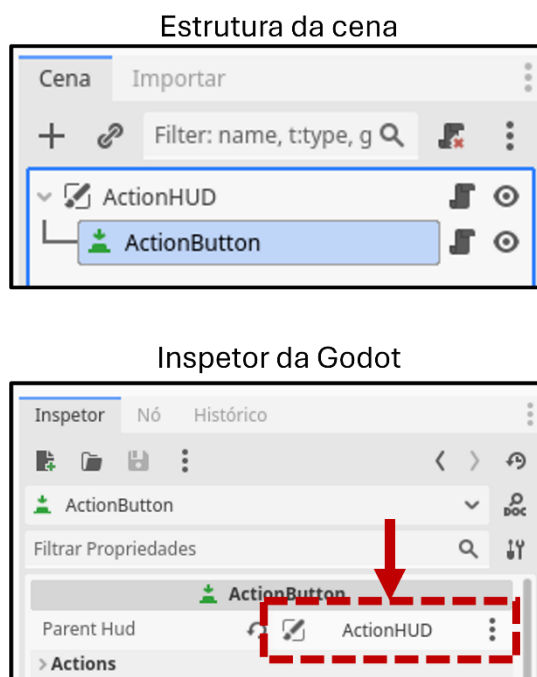 Estrutura da cena
Cena Importar
Filter: name, t:type, g
ActionHUD
ActionButton
Inspetor da Godot
Inspetor Nó Histórico
ActionButton
DOC
Filtrar Propriedades
ActionButton
Parent Hud ActionHUD
Actions